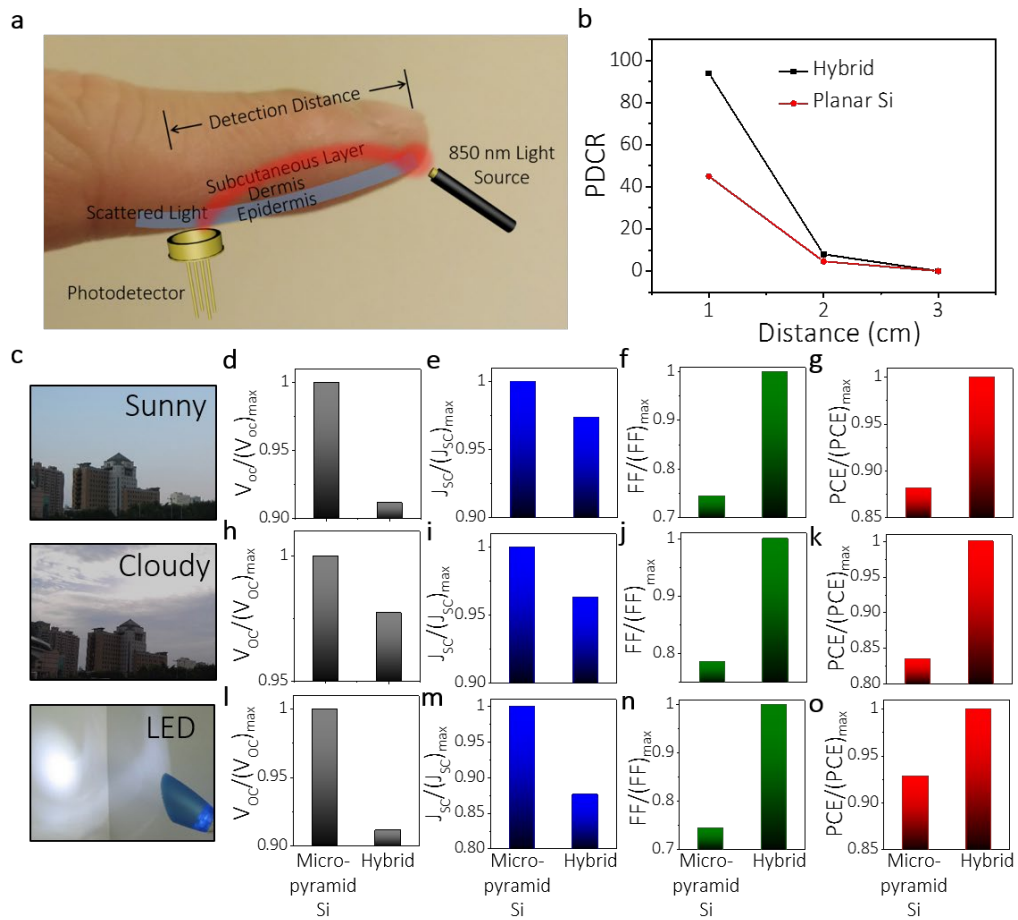 a
Detection Distance
850 nm Light
Source
Subcutaneous Layer
Dermis
Epidermis
Scattered Light
Photodetector
b
PDCR
100
80
60
40
20
0
Hybrid
Planar Si
1 2 3
Distance (cm)
c
Sunny
d
V_OC/(V_OC)_max
1
0.95
0.90
e
J_SC/(J_SC)_max
1
0.95
0.90
f
FF/(FF)_max
1
0.9
0.8
0.7
g
PCE/(PCE)_max
1
0.95
0.90
0.85
Cloudy
h
V_OC/(V_OC)_max
1
0.95
i
J_SC/(J_SC)_max
1
0.95
0.90
j
FF/(FF)_max
1
0.9
0.8
k
PCE/(PCE)_max
1
0.95
0.90
0.85
0.80
LED
l
V_OC/(V_OC)_max
1
0.95
0.90
Micro- Hybrid
pyramid
Si
m
J_SC/(J_SC)_max
1
0.95
0.90
0.85
0.80
Micro- Hybrid
pyramid
Si
n
FF/(FF)_max
1
0.9
0.8
0.7
Micro- Hybrid
pyramid
Si
o
PCE/(PCE)_max
1
0.95
0.90
0.85
Micro- Hybrid
pyramid
Si